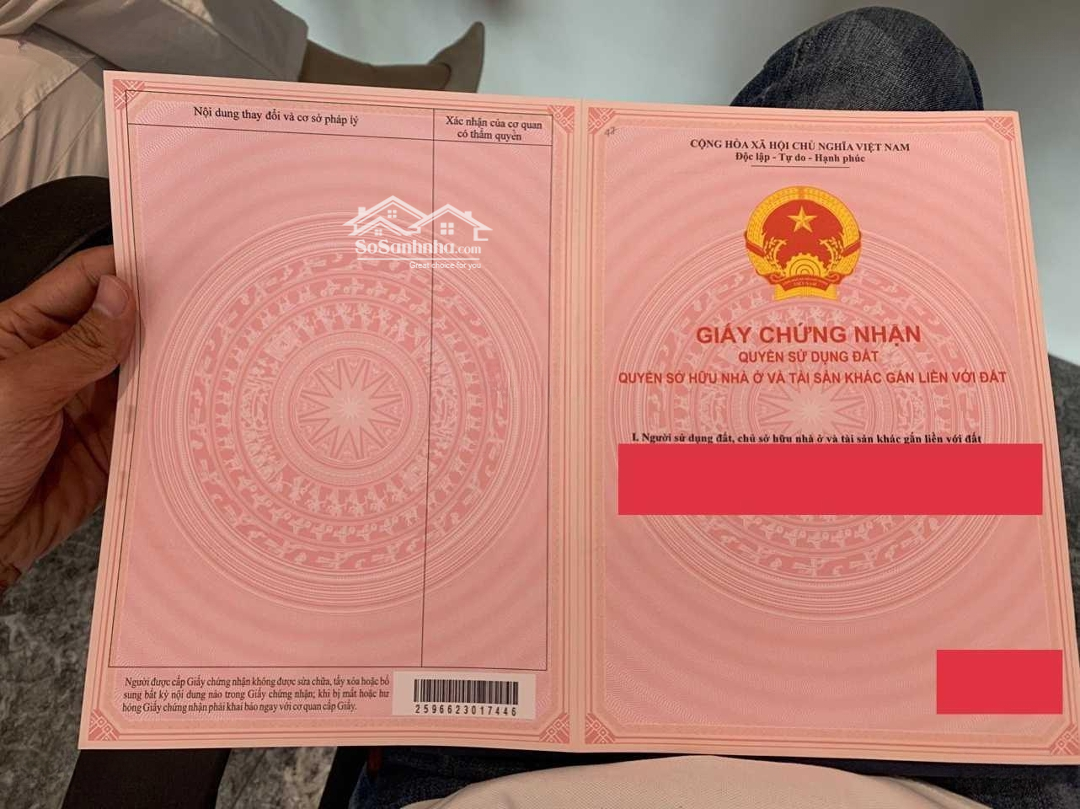 Nội dung thay đổi và cơ sở pháp lý
Xác nhận của cơ quan
có thẩm quyền
SoSanhnha.com
Great choice for you
Người được cấp Giấy chứng nhận không được sửa chữa, tẩy xóa hoặc bổ
sung bất kỳ nội dung nào trong Giấy chứng nhận; khi bị mất hoặc hư
hỏng Giấy chứng nhận phải khai báo ngay với cơ quan cấp Giấy.
2596623017446
CỘNG HÒA XÃ HỘI CHỦ NGHĨA VIỆT NAM
Độc lập - Tự do - Hạnh phúc
GIẤY CHỨNG NHẬN
QUYỀN SỬ DỤNG ĐẤT
QUYỀN SỞ HỮU NHÀ Ở VÀ TÀI SẢN KHÁC GẮN LIỀN VỚI ĐẤT
I. Người sử dụng đất, chủ sở hữu nhà ở và tài sản khác gắn liền với đất